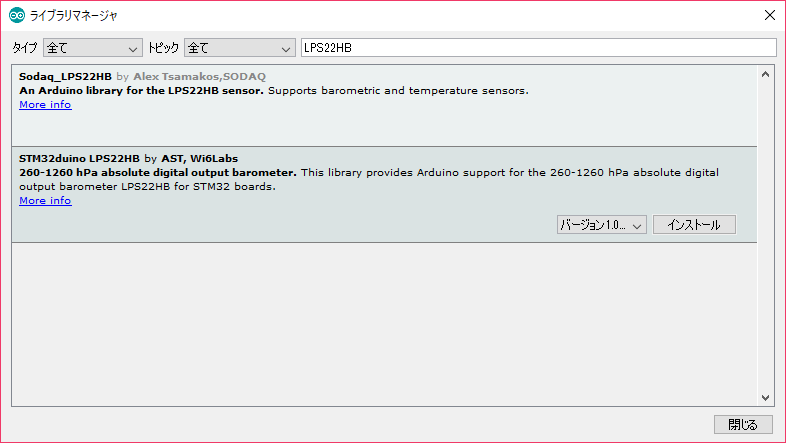 ライブラリマネージャ
タイプ 全て トピック 全て LPS22HB
Sodaq_LPS22HB by Alex Tsamakos,SODAQ
An Arduino library for the LPS22HB sensor. Supports barometric and temperature sensors.
More info
STM32duino LPS22HB by AST, Wi6Labs
260-1260 hPa absolute digital output barometer. This library provides Arduino support for the 260-1260 hPa absolute digital
output barometer LPS22HB for STM32 boards.
More info
バージョン1.0... インストール
閉じる